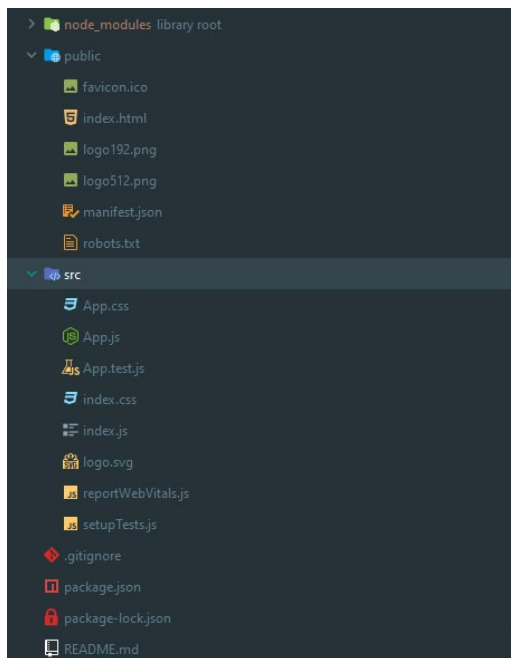 node_modules library root
public
favicon.ico
index.html
logo192.png
logo512.png
manifest.json
robots.txt
src
App.css
App.js
App.test.js
index.css
index.js
logo.svg
reportWebVitals.js
setupTests.js
.gitignore
package.json
package-lock.json
README.md